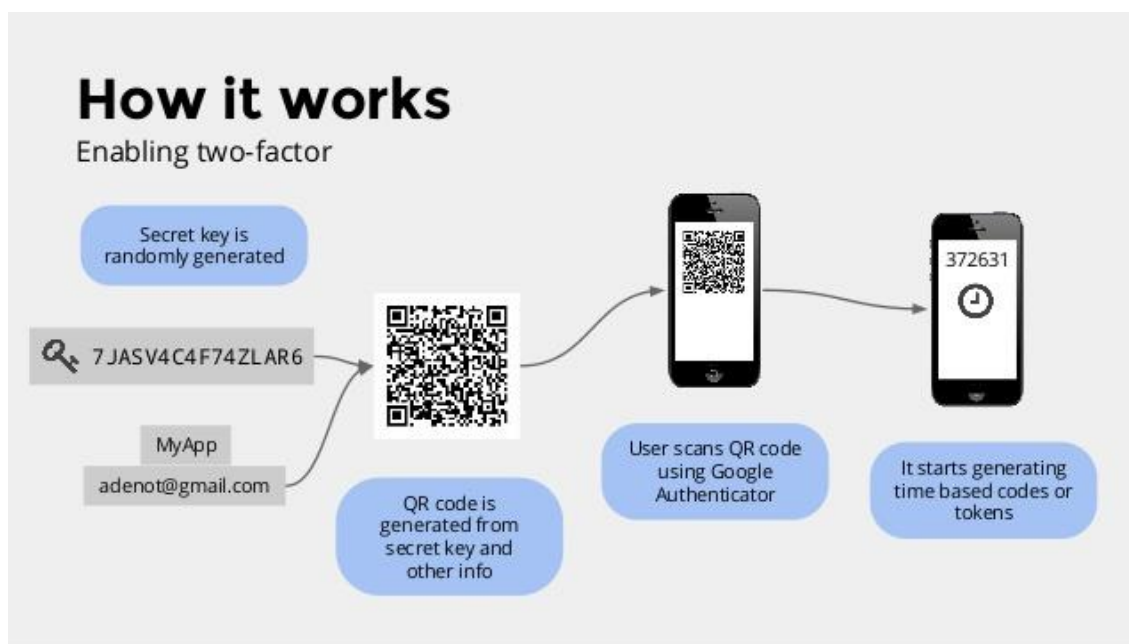 How it works
Enabling two-factor
Secret key is
randomly generated
7JASV4C4F74ZLAR6
MyApp
adenot@gmail.com
QR code is
generated from
secret key and
other info
User scans QR code
using Google
Authenticator
372631
It starts generating
time based codes or
tokens